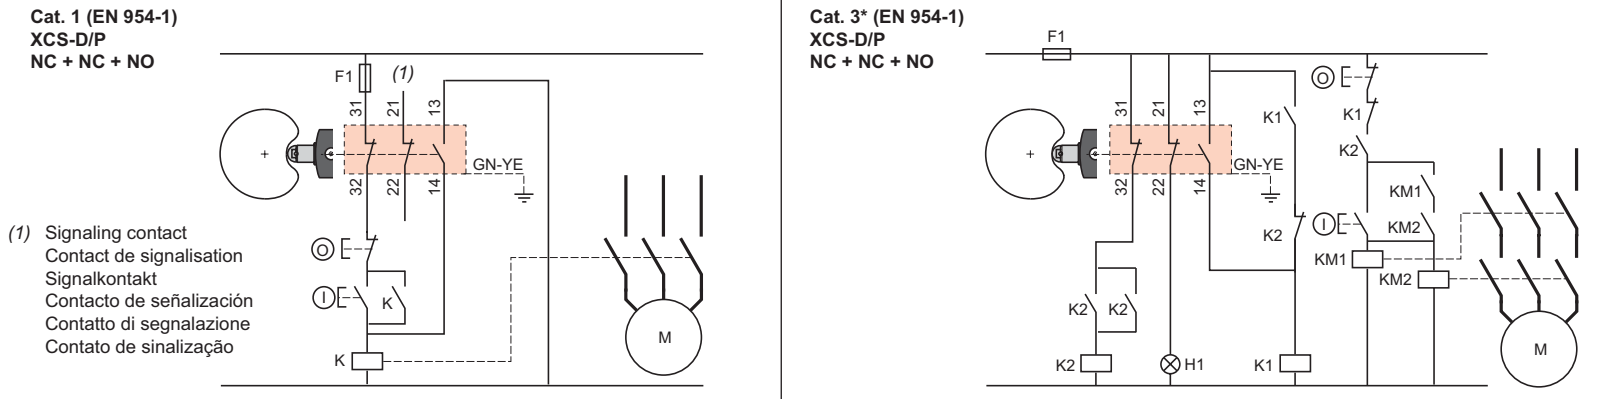 Cat. 1 (EN 954-1)
XCS-D/P
NC + NC + NO
F1
(1)
31
21
13
32
22
14
GN-YE
+
(1) Signaling contact
Contact de signalisation
Signalkontakt
Contacto de señalización
Contatto di segnalazione
Contato de sinalização
O
I
K
K
M
Cat. 3* (EN 954-1)
XCS-D/P
NC + NC + NO
F1
31
21
13
32
22
14
GN-YE
+
K1
K2
O
K1
K2
KM1
I
KM2
KM1
KM2
K2
K2
K2
H1
K1
M